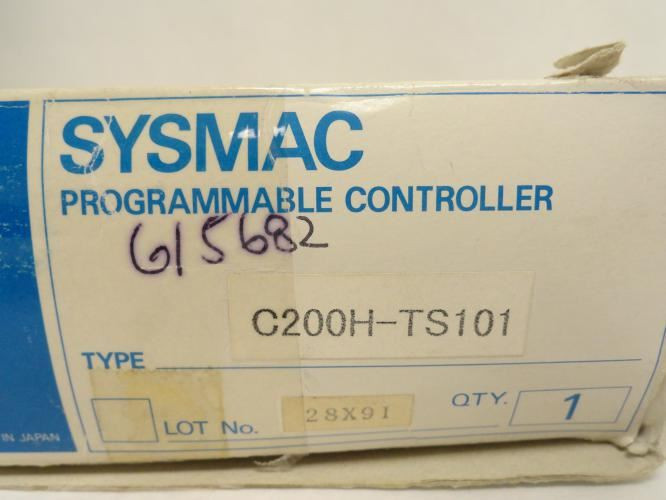 SYSMAC
PROGRAMMABLE CONTROLLER
615682
C200H-TS101
TYPE
LOT No. 28X91 QTY. 1
IN JAPAN